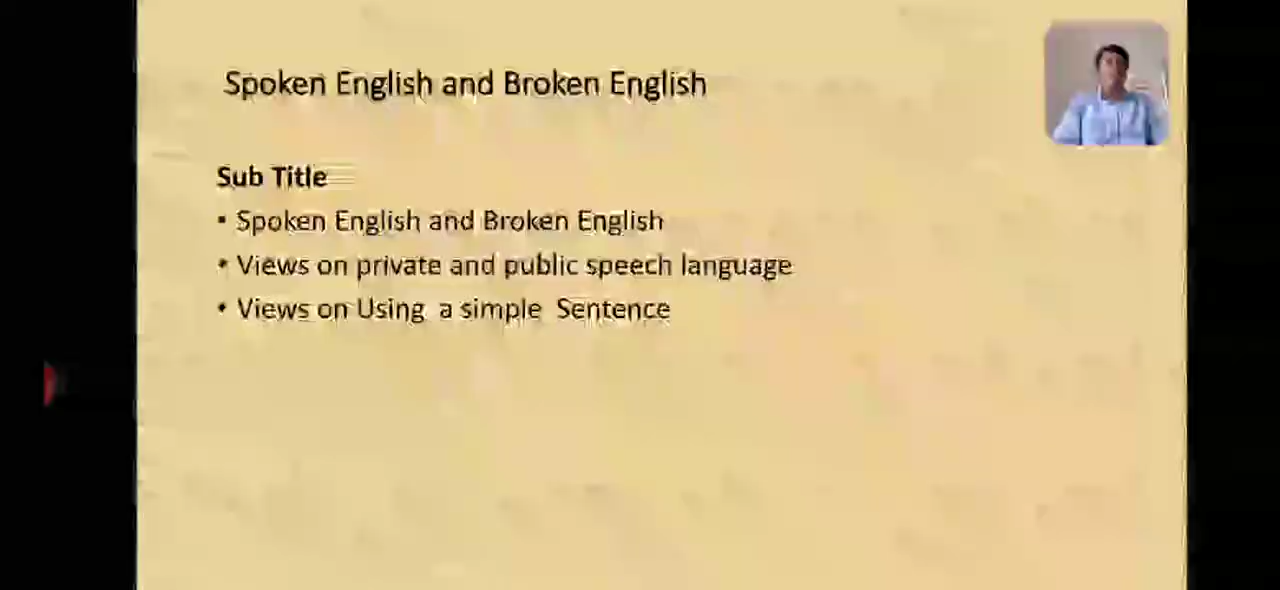 Spoken English and Broken English
Sub Title
• Spoken English and Broken English
• Views on private and public speech language
• Views on Using a simple Sentence